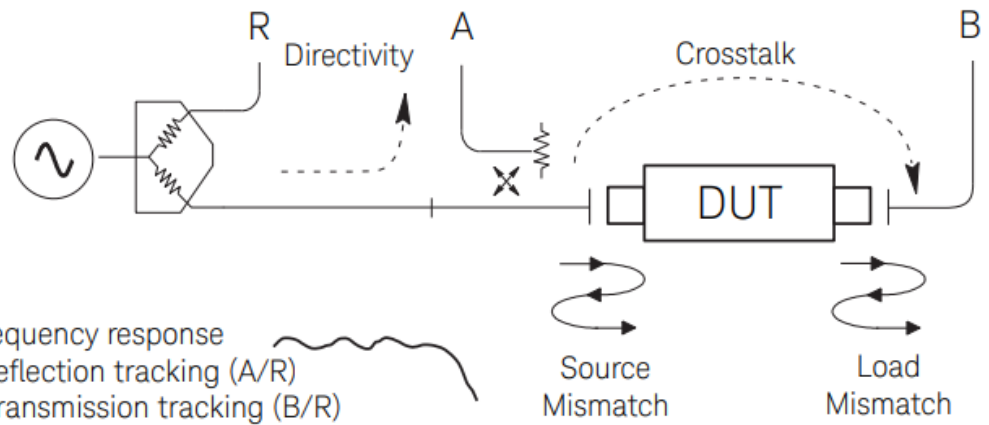 R
Directivity
A
Crosstalk
B
DUT
equency response
eflection tracking (A/R)
ransmission tracking (B/R)
Source
Mismatch
Load
Mismatch